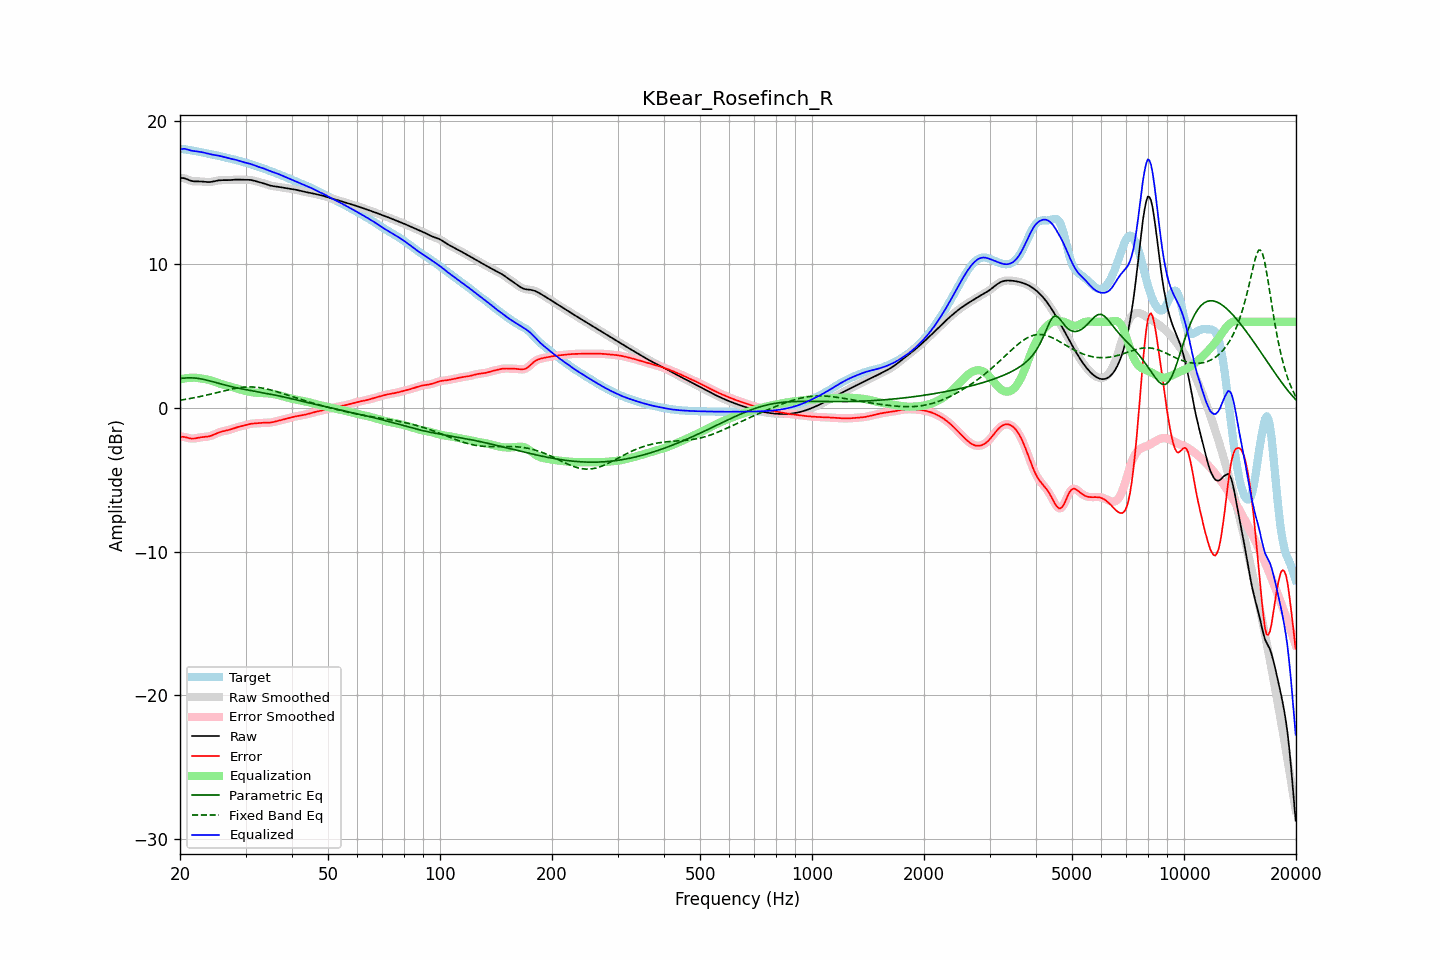 KBear_Rosefinch_R
20
10
0
−10
−20
−30
Amplitude (dBr)
Target
Raw Smoothed
Error Smoothed
Raw
Error
Equalization
Parametric Eq
Fixed Band Eq
Equalized
20 50 100 200 500 1000 2000 5000 10000 20000
Frequency (Hz)